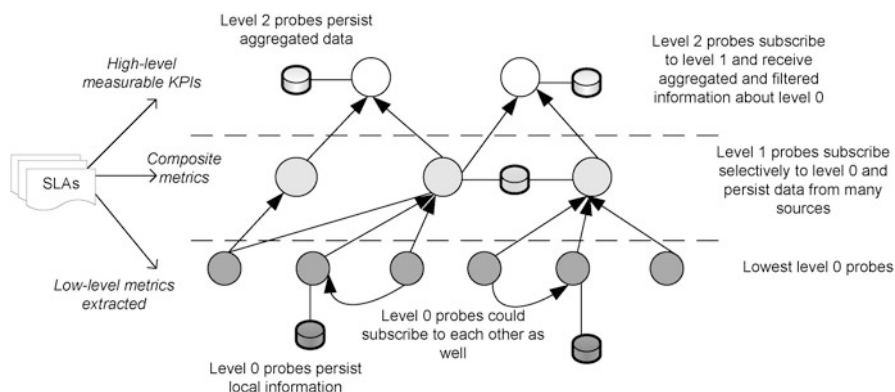 Level 2 probes persist
aggregated data
High-level
measurable KPIs
Level 2 probes subscribe
to level 1 and receive
aggregated and filtered
information about level 0
SLAs
Composite
metrics
Level 1 probes subscribe
selectively to level 0 and
persist data from many
sources
Low-level metrics
extracted
Lowest level 0 probes
Level 0 probes could
subscribe to each other as
well
Level 0 probes persist
local information